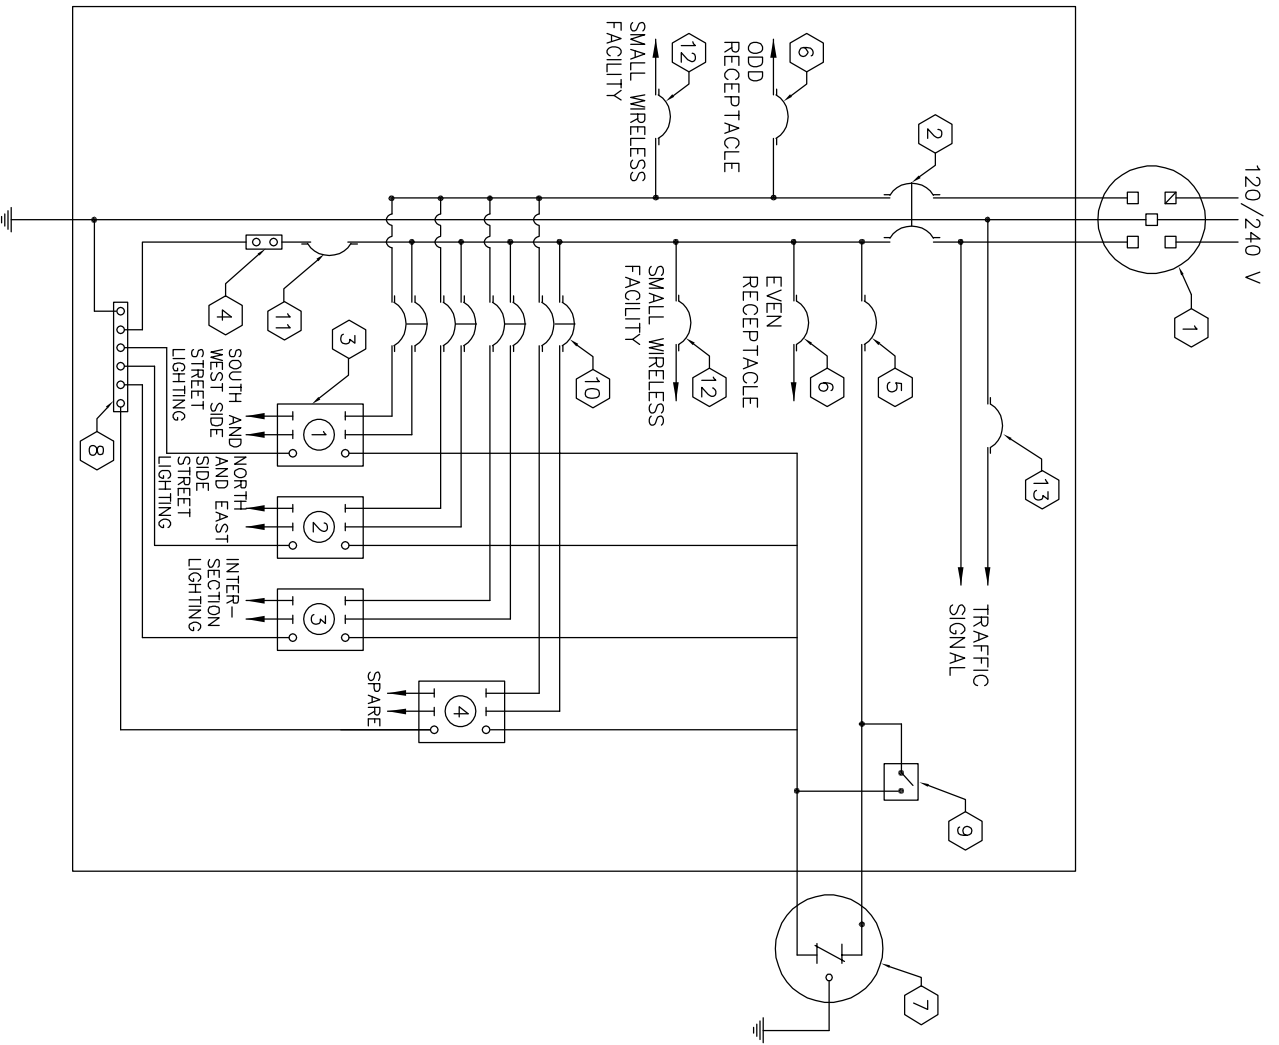 120/240 V
1
2
6
ODD
RECEPTACLE
12
SMALL WIRELESS
FACILITY
13
TRAFFIC
SIGNAL
5
6
EVEN
RECEPTACLE
12
SMALL WIRELESS
FACILITY
10
11
4
3
8
1
SOUTH AND
WEST SIDE
STREET
LIGHTING
2
NORTH
AND EAST
SIDE
STREET
LIGHTING
3
INTER-
SECTION
LIGHTING
4
SPARE
9
7